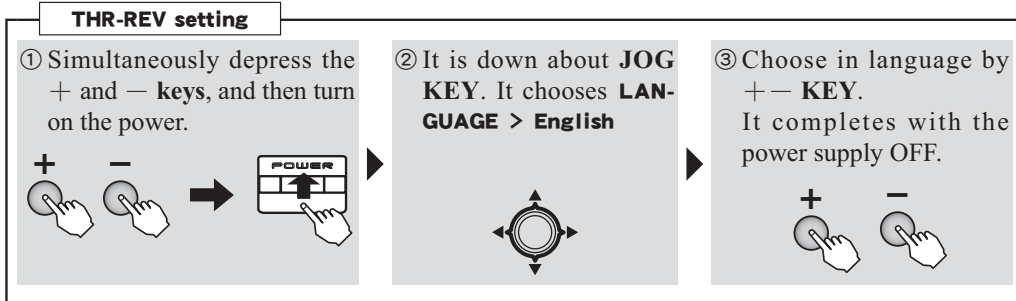 THR-REV setting
① Simultaneously depress the
+ and - keys, and then turn
on the power.
+ -
POWER
② It is down about JOG
KEY. It chooses LAN-
GUAGE > English
③ Choose in language by
+- KEY.
It completes with the
power supply OFF.
+ -